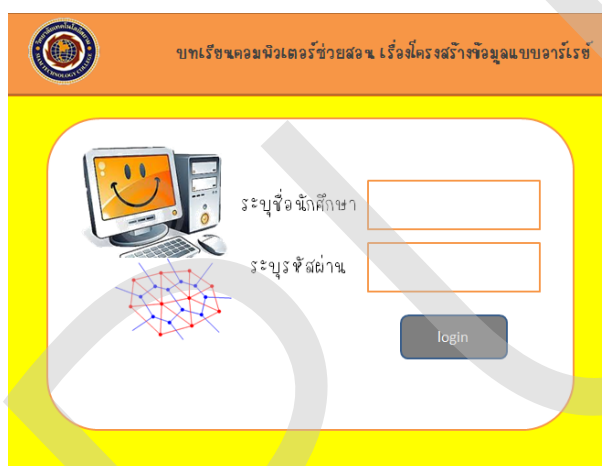 บทเรียนคอมพิวเตอร์ช่วยสอน เรื่องโครงสร้างข้อมูลแบบอาร์เรย์
ระบุชื่อนักศึกษา
ระบุรหัสผ่าน
login